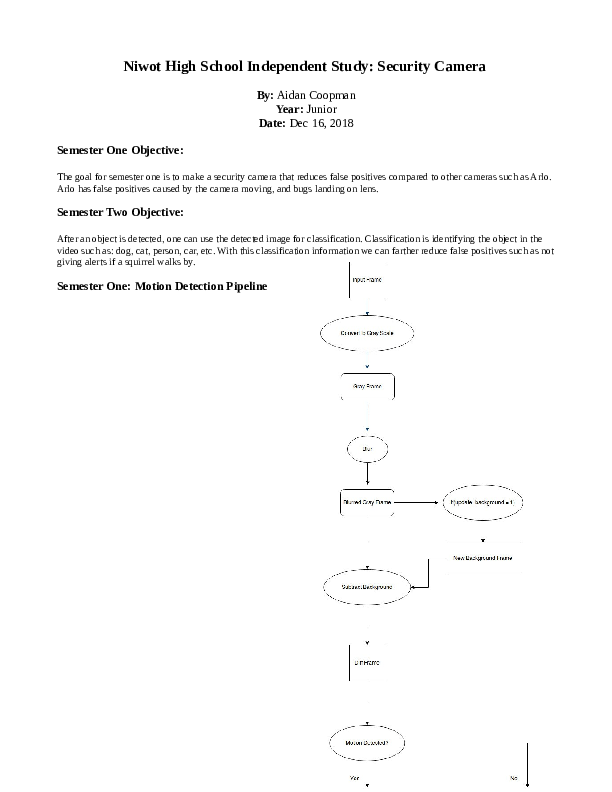 Niwot High School Independent Study: Security Camera
By: Aidan Coopman
Year: Junior
Date: Dec 16, 2018
Semester One Objective:
The goal for semester one is to make a security camera that reduces false positives compared to other cameras such as Arlo.
Arlo has false positives caused by the camera moving, and bugs landing on lens.
Semester Two Objective:
After an object is detected, one can use the detected image for classification. Classification is identifying the object in the
video such as: dog, cat, person, car, etc. With this classification information we can farther reduce false positives such as not
giving alerts if a squirrel walks by.
Semester One: Motion Detection Pipeline
Input Frame
Convert to Gray Scale
Gray Frame
Blur
Blurred Gray Frame
If(update_background = 1)
New Background Frame
Subtract Background
Diff Frame
Motion Detected?
Yes
No